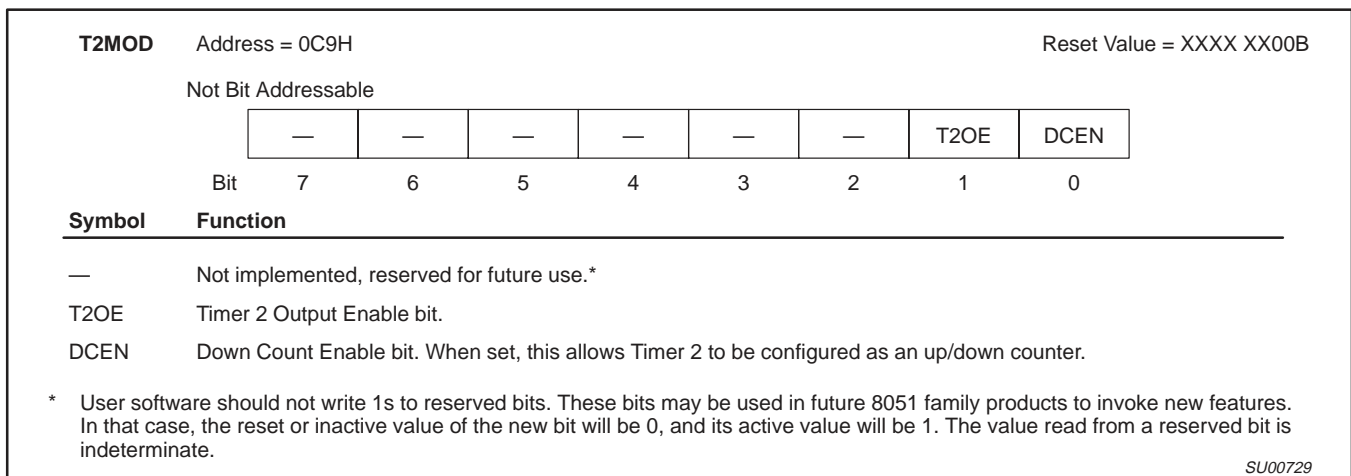 T2MOD Address = 0C9H Reset Value = XXXX XX00B
Not Bit Addressable
— — — — — — T2OE DCEN
Bit 7 6 5 4 3 2 1 0
Symbol Function
— Not implemented, reserved for future use.*
T2OE Timer 2 Output Enable bit.
DCEN Down Count Enable bit. When set, this allows Timer 2 to be configured as an up/down counter.
* User software should not write 1s to reserved bits. These bits may be used in future 8051 family products to invoke new features.
In that case, the reset or inactive value of the new bit will be 0, and its active value will be 1. The value read from a reserved bit is
indeterminate.
SU00729